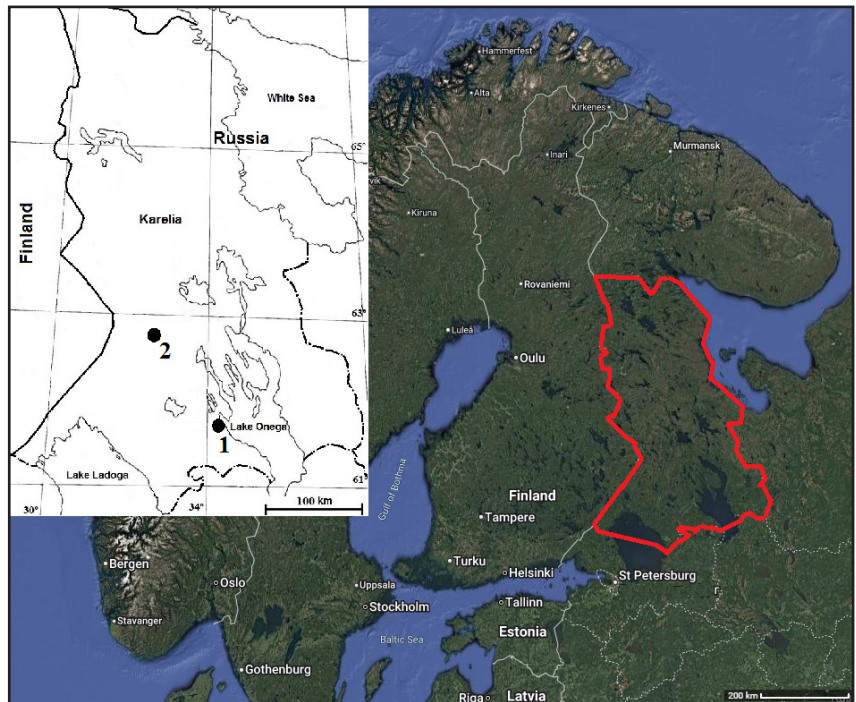 White Sea
Russia
65°
Finland
Karelia
63°
2
1
Lake Onega
Lake Ladoga
61°
30°
34°
100 km
Hammerfest
Alta
Kirkenes
Murmansk
Inari
Kiruna
Rovaniemi
Luleå
Oulu
Gulf of Bothnia
Finland
Tampere
Bergen
Turku
Helsinki
Oslo
Uppsala
St Petersburg
Stockholm
Tallinn
Stavanger
Estonia
Baltic Sea
Gothenburg
Riga
Latvia
200 km